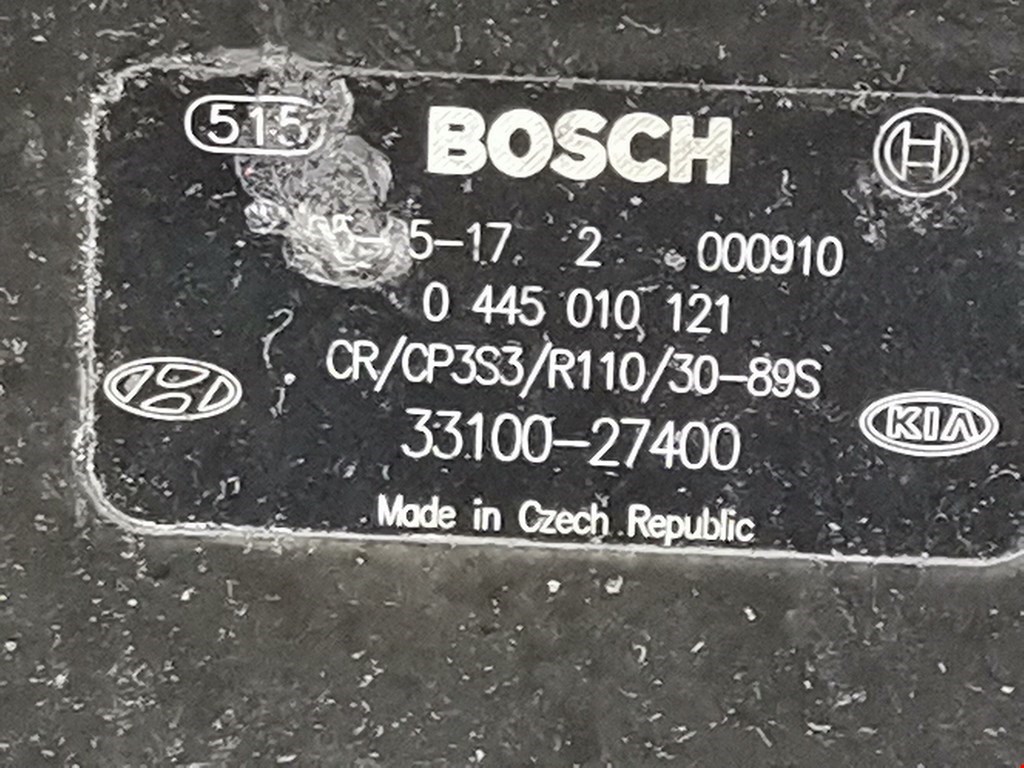 515 BOSCH
5-17 2 000910
0 445 010 121
CR/CP3S3/R110/30-89S
KIA
33100-27400
Made in Czech Republic